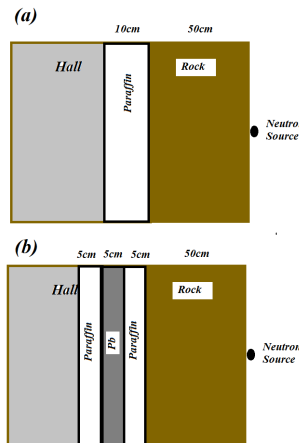 (a)
10cm 50cm
Hall
Paraffin
Rock
Neutron
Source
(b)
5cm 5cm 5cm 50cm
Hall
Paraffin
Pb
Paraffin
Rock
Neutron
Source